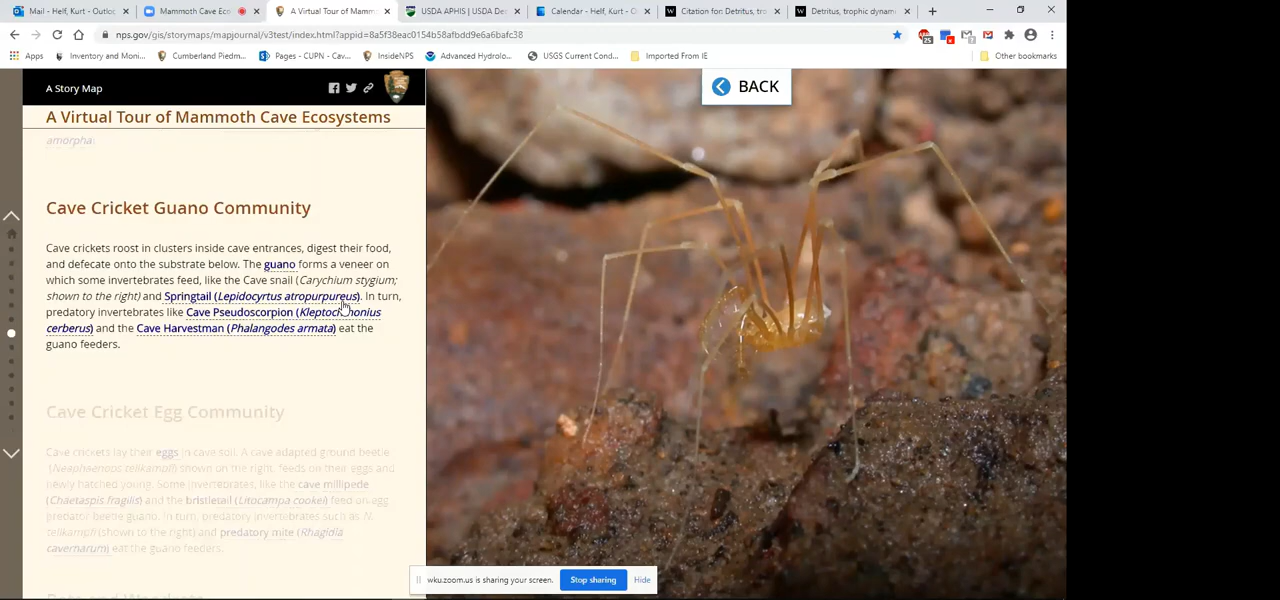 Mail - Helf, Kurt - Outloo
Mammoth Cave Eco
A Virtual Tour of Mamm
USDA APHIS | USDA De
Calendar - Helf, Kurt - O
Citation for: Detritus, tro
Detritus, trophic dynami
nps.gov/gis/storymaps/mapjournal/v3test/index.html?appid=8a5f38eac0154b58afbdd9e6a6bafc38
Apps
Inventory and Moni...
Cumberland Piedm...
Pages - CUPN - Cav...
InsideNPS
Advanced Hydrolo...
USGS Current Cond...
Imported From IE
Other bookmarks
A Story Map
BACK
A Virtual Tour of Mammoth Cave Ecosystems
amorpha
Cave Cricket Guano Community
Cave crickets roost in clusters inside cave entrances, digest their food,
and defecate onto the substrate below. The guano forms a veneer on
which some invertebrates feed, like the Cave snail (Carychium stygium;
shown to the right) and Springtail (Lepidocyrtus atropurpureus). In turn,
predatory invertebrates like Cave Pseudoscorpion (Kleptochthonius
cerberus) and the Cave Harvestman (Phalangodes armata) eat the
guano feeders.
Cave Cricket Egg Community
Cave crickets lay their eggs in cave soil. A cave adapted ground beetle
(Neaphaenops tellkampfi) shown on the right, feeds on their eggs and
newly hatched young. Some invertebrates, like the cave millipede
(Chaetaspis fragilis) and the bristletail (Litocampa cookei) feed on egg
predator beetle guano. In turn, predatory invertebrates such as N.
tellkampfi (shown to the right) and predatory mite (Rhagidia
cavernarum) eat the guano feeders.
wku.zoom.us is sharing your screen.
Stop sharing
Hide